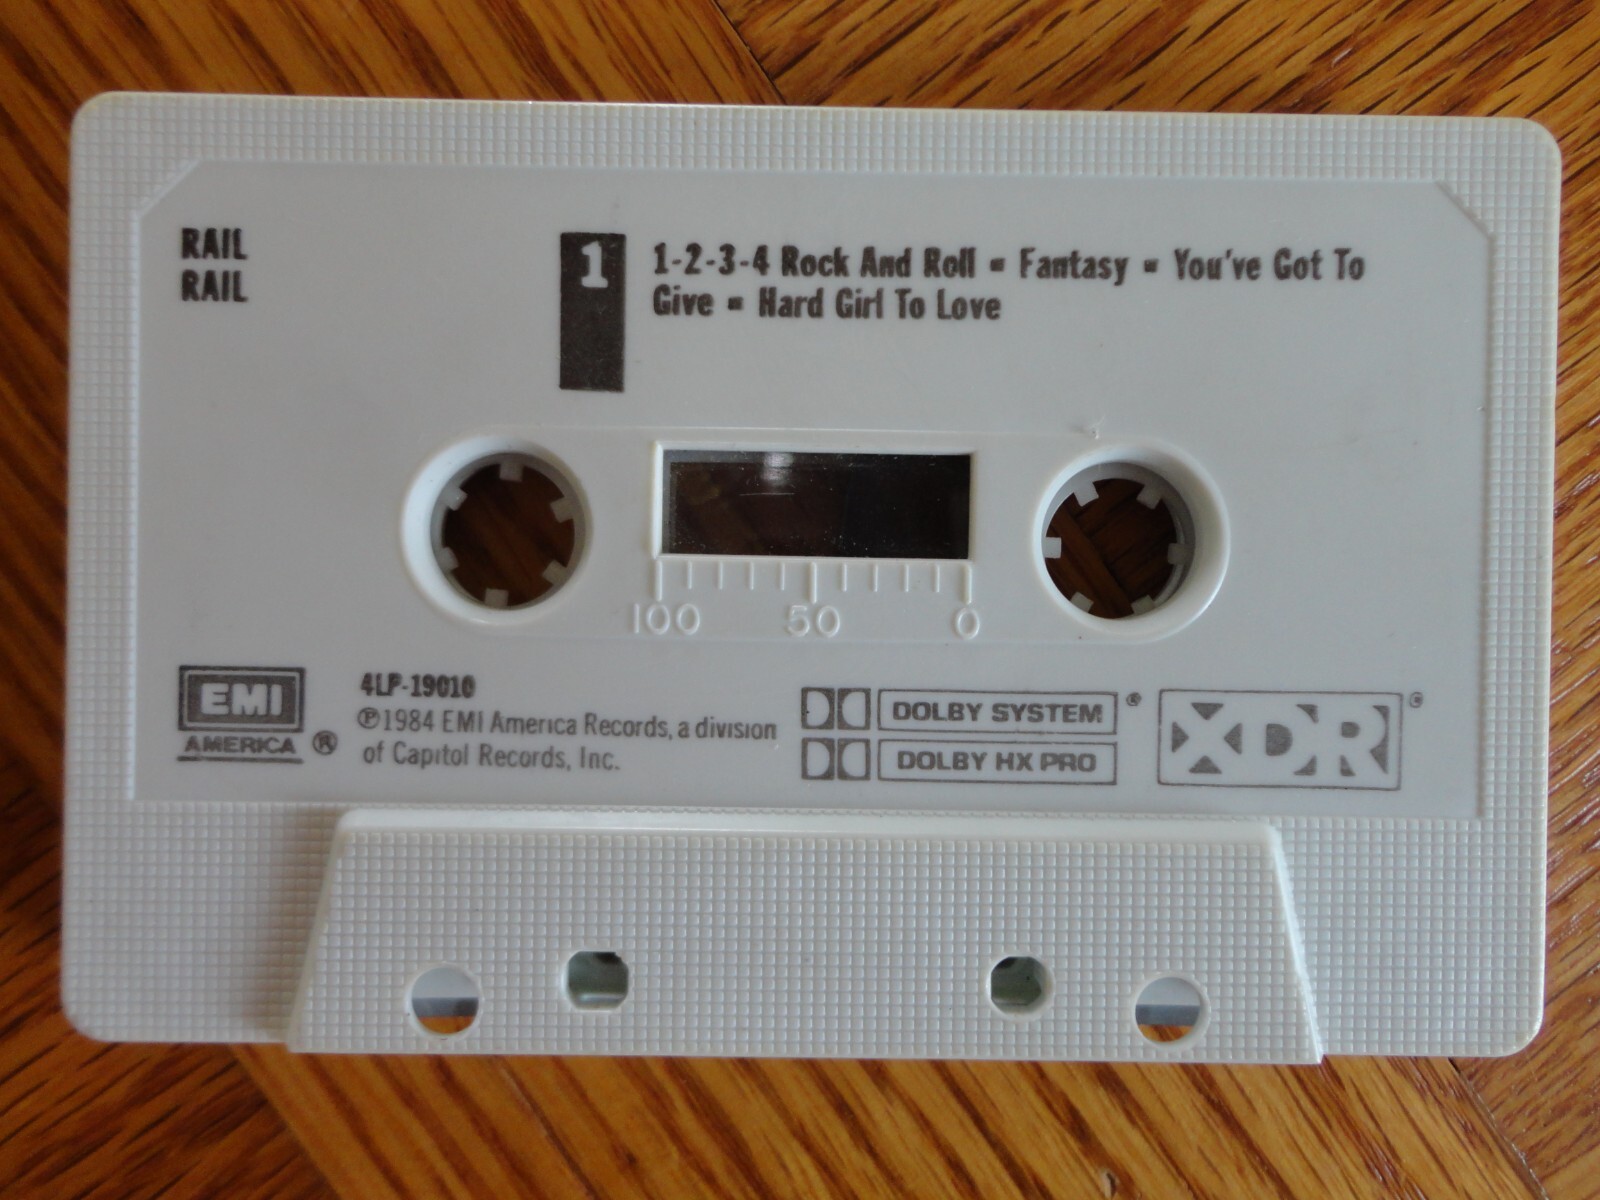 RAIL
RAIL
1
1-2-3-4 Rock And Roll ▪ Fantasy ▪ You've Got To
Give ▪ Hard Girl To Love
100 50 0
EMI
AMERICA ®
4LP-19010
℗1984 EMI America Records, a division
of Capitol Records, Inc.
DOLBY SYSTEM ®
DOLBY HX PRO
XDR ®